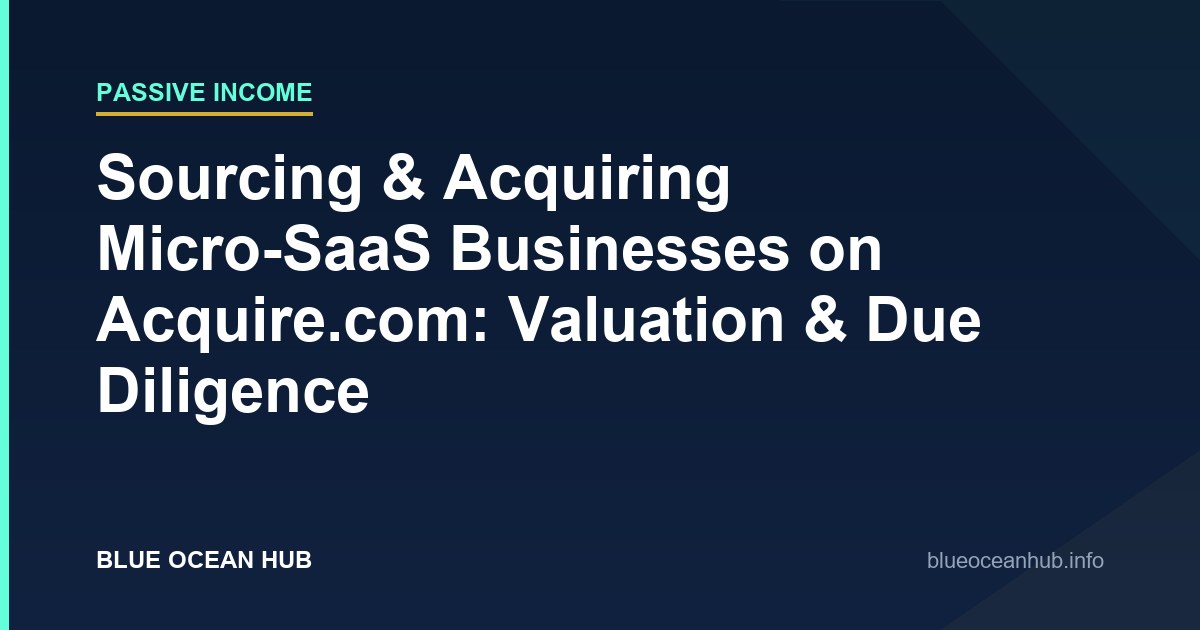 PASSIVE INCOME
Sourcing & Acquiring
Micro-SaaS Businesses on
Acquire.com: Valuation & Due
Diligence
BLUE OCEAN HUB
blueoceanhub.info